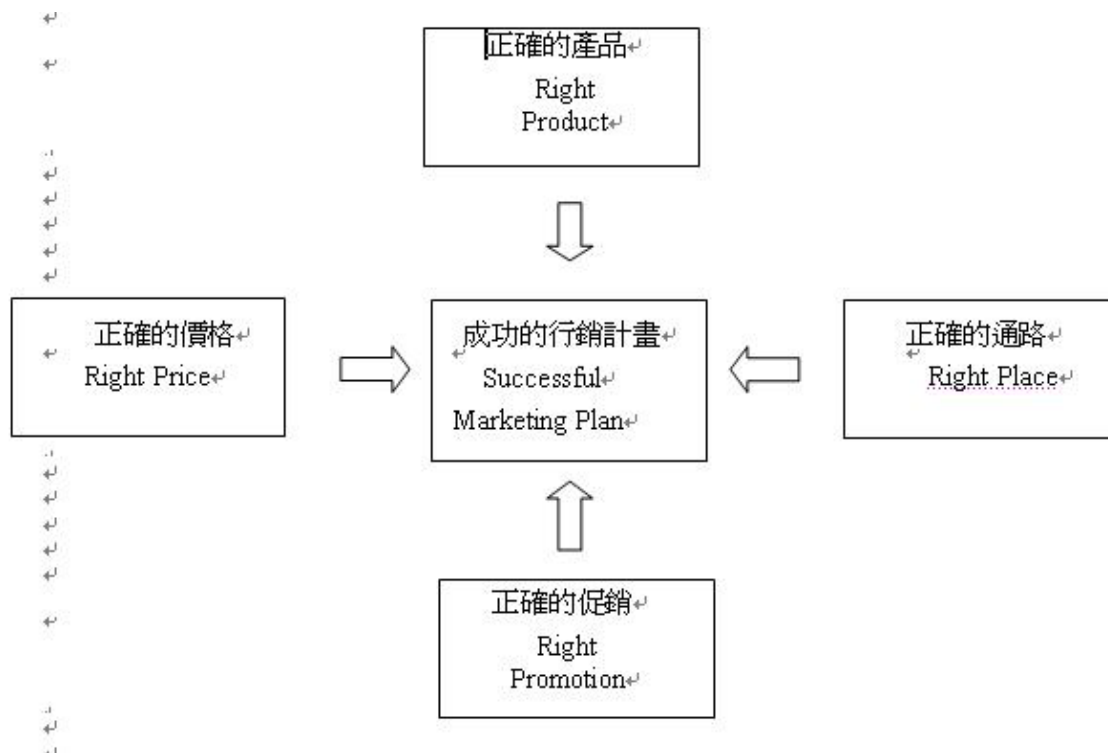 正確的產品
Right
Product
正確的價格
Right Price
成功的行銷計畫
Successful
Marketing Plan
正確的通路
Right Place
正確的促銷
Right
Promotion